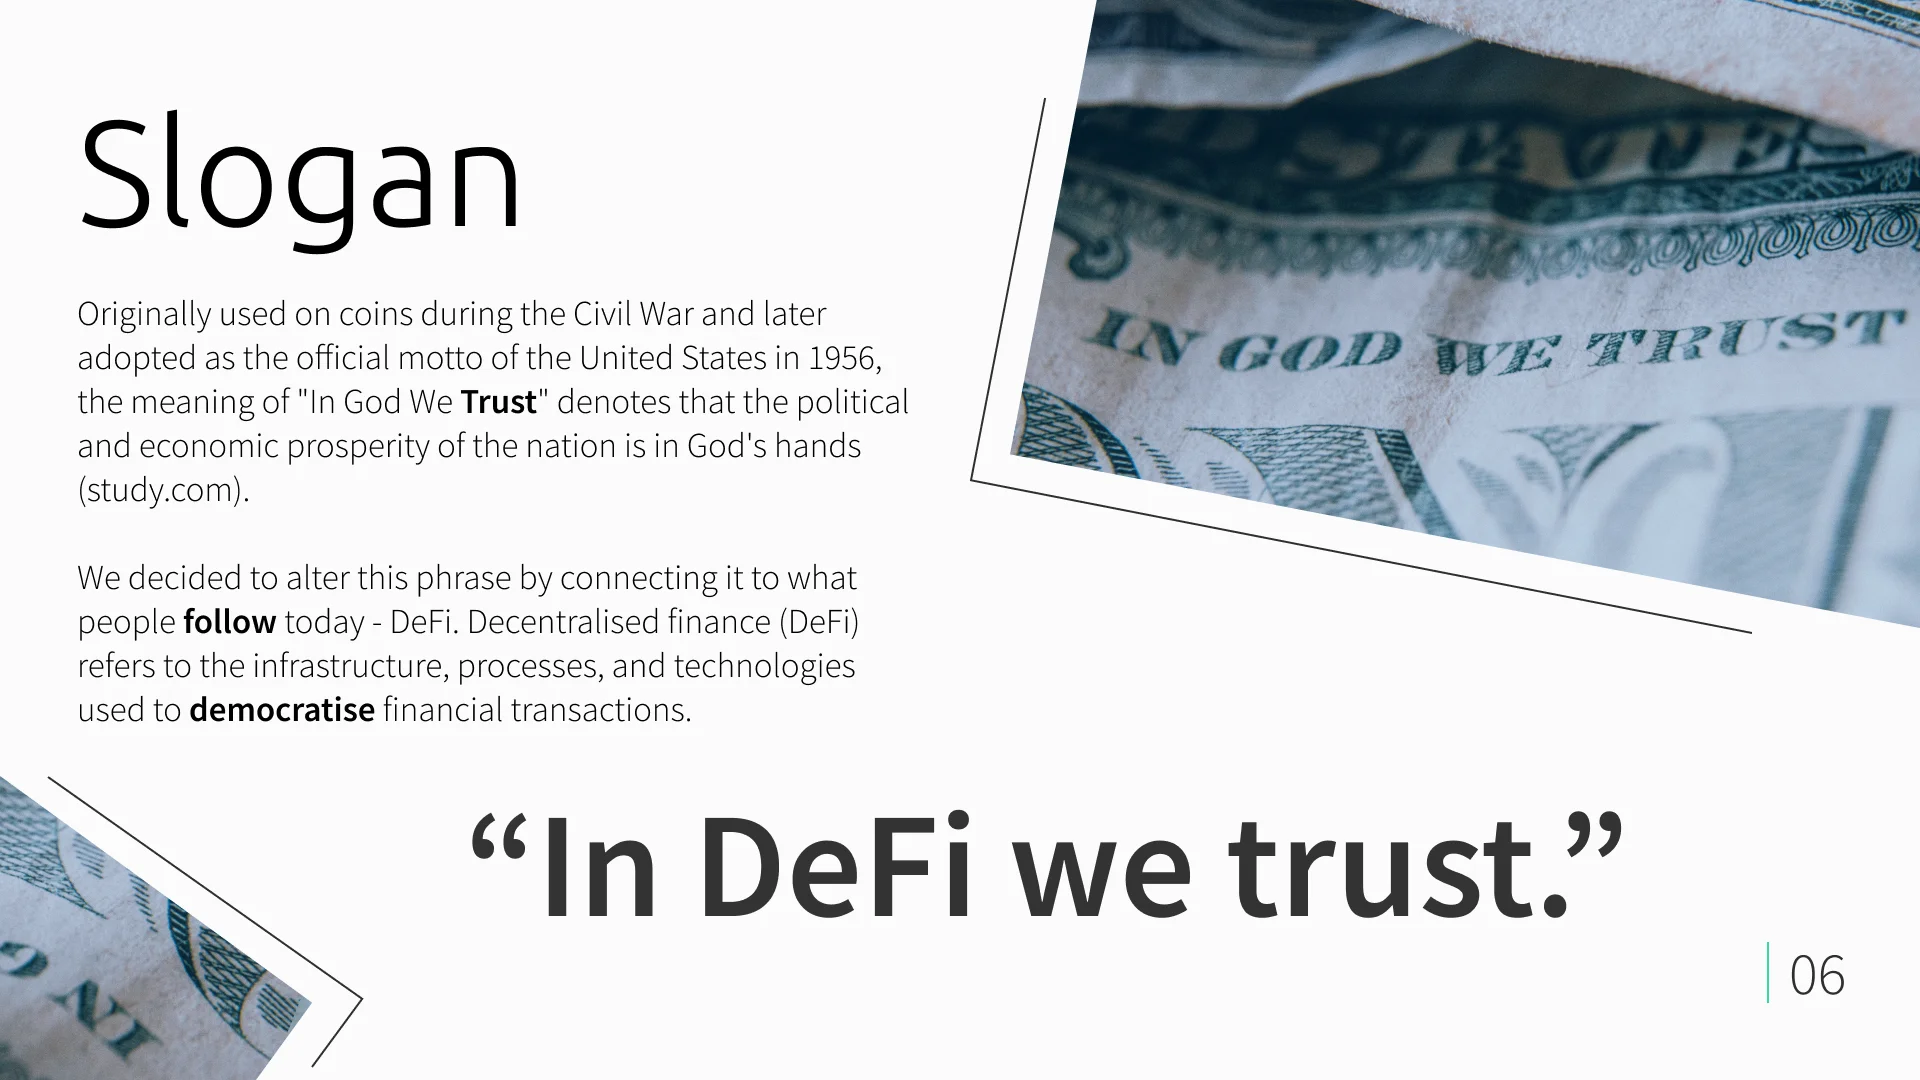 Slogan
Originally used on coins during the Civil War and later
adopted as the official motto of the United States in 1956,
the meaning of "In God We Trust" denotes that the political
and economic prosperity of the nation is in God's hands
(study.com).
We decided to alter this phrase by connecting it to what
people follow today - DeFi. Decentralised finance (DeFi)
refers to the infrastructure, processes, and technologies
used to democratise financial transactions.
STATES
IN GOD WE TRUST
“In DeFi we trust.”
IN G
06